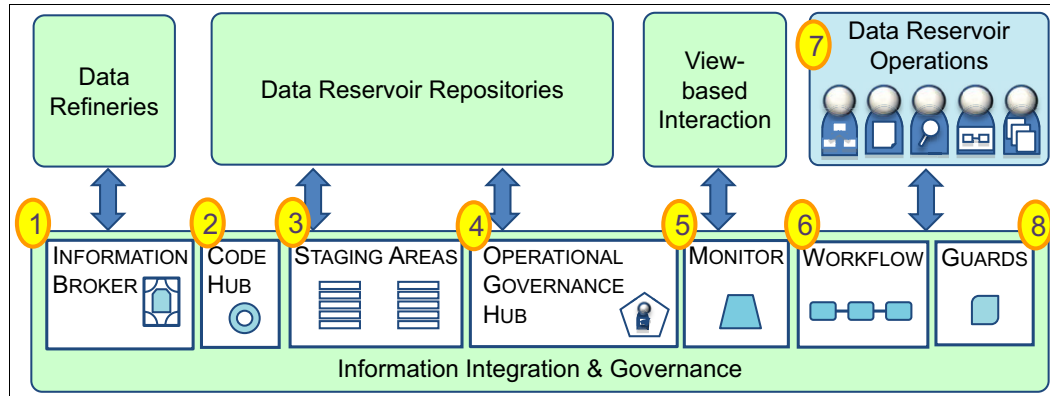 Data
Refineries
Data Reservoir Repositories
View-
based
Interaction
7
Data Reservoir
Operations
1
INFORMATION
BROKER
2
CODE
HUB
3
STAGING AREAS
4
OPERATIONAL
GOVERNANCE
HUB
5
MONITOR
6
WORKFLOW
8
GUARDS
Information Integration & Governance